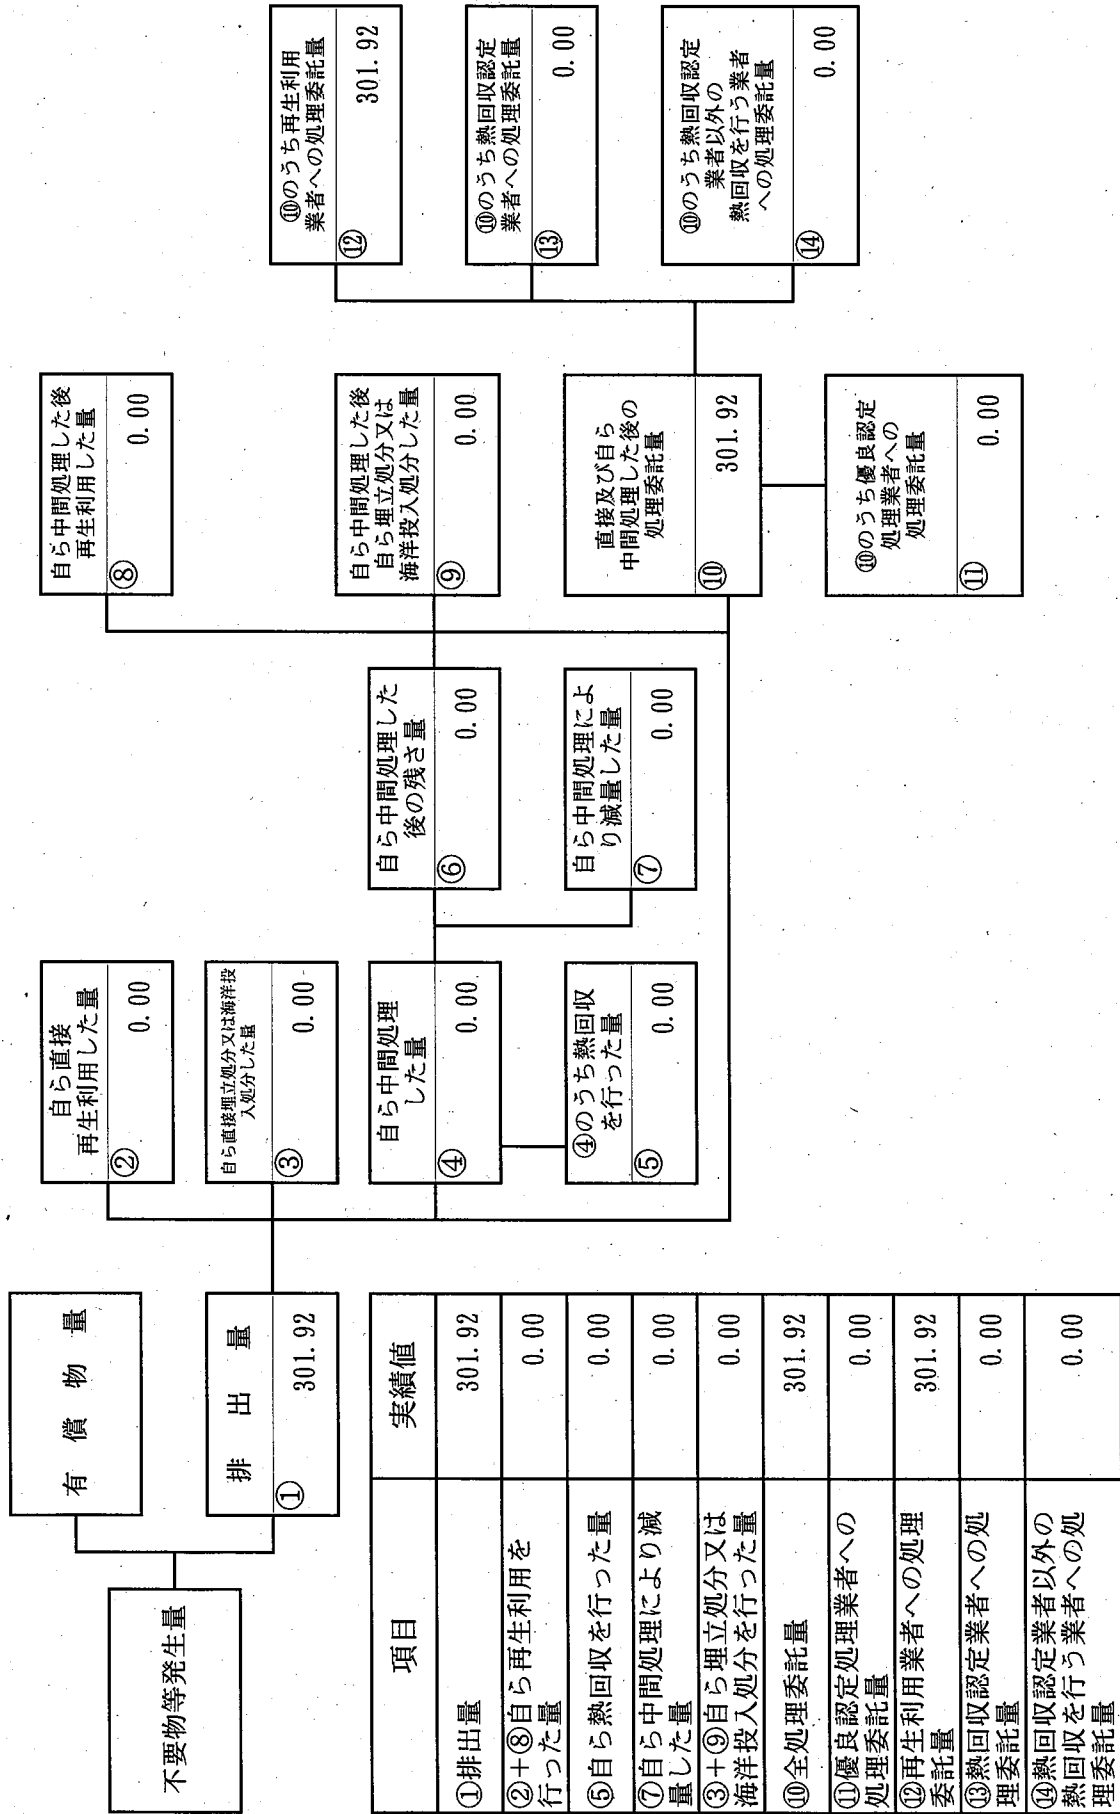 不要物等発生量
有償物量
排出量
①
301.92
自ら直接
再生利用した量
②
0.00
自ら直接埋立処分又は海洋投
入処分した量
③
0.00
自ら中間処理
した量
④
0.00
④のうち熱回収
を行った量
⑤
0.00
自ら中間処理した
後の残さ量
⑥
0.00
自ら中間処理によ
り減量した量
⑦
0.00
自ら中間処理した後
再生利用した量
⑧
0.00
自ら中間処理した後
自ら埋立処分又は
海洋投入処分した量
⑨
0.00
直接及び自ら
中間処理した後の
処理委託量
⑩
301.92
⑩のうち優良認定
処理業者への
処理委託量
⑪
0.00
⑩のうち再生利用
業者への処理委託量
⑫
301.92
⑩のうち熱回収認定
業者への処理委託量
⑬
0.00
⑩のうち熱回収認定
業者以外の
熱回収を行う業者
への処理委託量
⑭
0.00
項目 実績値
①排出量 301.92
②+⑧自ら再生利用を
行った量 0.00
⑤自ら熱回収を行った量 0.00
⑦自ら中間処理により減
量した量 0.00
③+⑨自ら埋立処分又は
海洋投入処分を行った量 0.00
⑩全処理委託量 301.92
⑪優良認定処理業者への
処理委託量 0.00
⑫再生利用業者への処理
委託量 301.92
⑬熱回収認定業者への処
理委託量 0.00
⑭熱回収認定業者以外の
熱回収を行う業者への処
理委託量 0.00